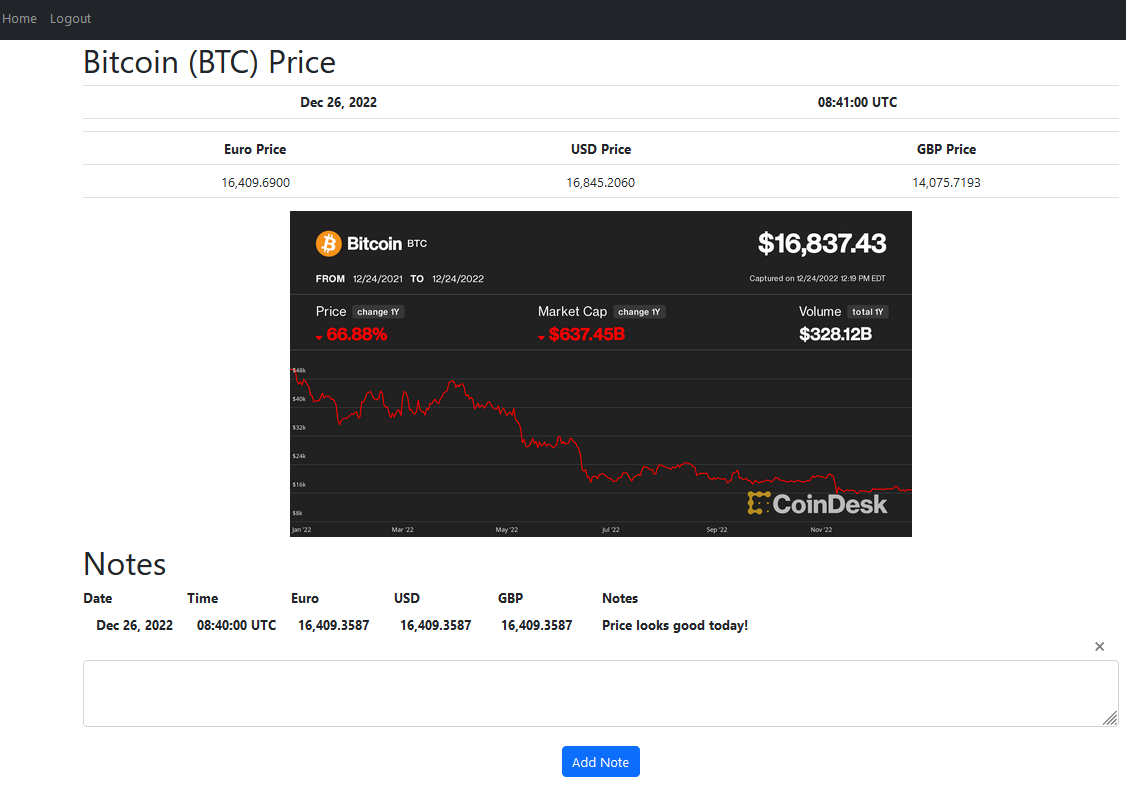 Home Logout
Bitcoin (BTC) Price
Dec 26, 2022 08:41:00 UTC
Euro Price USD Price GBP Price
16,409.6900 16,845.2060 14,075.7193
Bitcoin BTC $16,837.43
FROM 12/24/2021 TO 12/24/2022 Captured on 12/24/2022 12:19 PM EDT
Price change 1Y Market Cap change 1Y Volume total 1Y
66.88% $637.45B $328.12B
$48k
$40k
$32k
$24k
$16k
CoinDesk
$8k
Jan '22 Mar '22 May '22 Jul '22 Sep '22 Nov '22
Notes
Date Time Euro USD GBP Notes
Dec 26, 2022 08:40:00 UTC 16,409.3587 16,409.3587 16,409.3587 Price looks good today!
×
Add Note